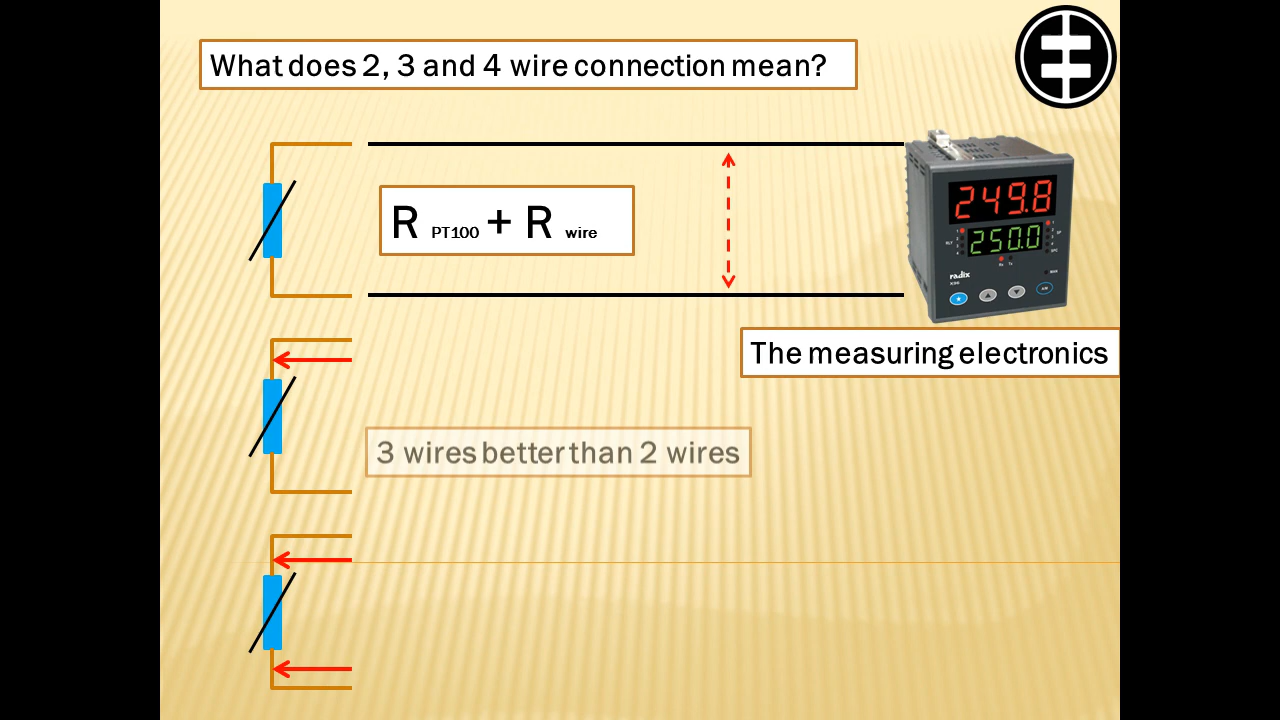 What does 2, 3 and 4 wire connection mean?
R PT100 + R wire
249.8
250.0
radix
The measuring electronics
3 wires better than 2 wires